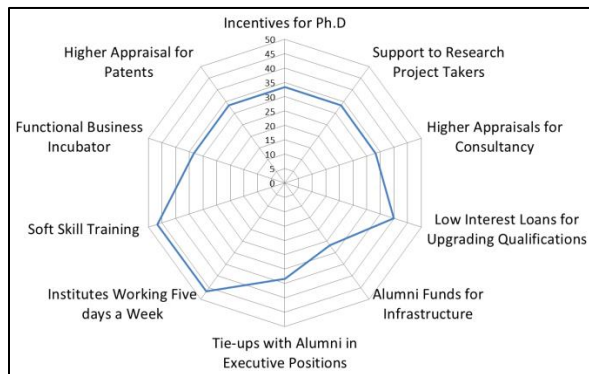 Incentives for Ph.D
Support to Research
Project Takers
Higher Appraisals for
Consultancy
Low Interest Loans for
Upgrading Qualifications
Alumni Funds for
Infrastructure
Tie-ups with Alumni in
Executive Positions
Institutes Working Five
days a Week
Soft Skill Training
Functional Business
Incubator
Higher Appraisal for
Patents
50
45
40
35
30
25
20
15
10
5
0